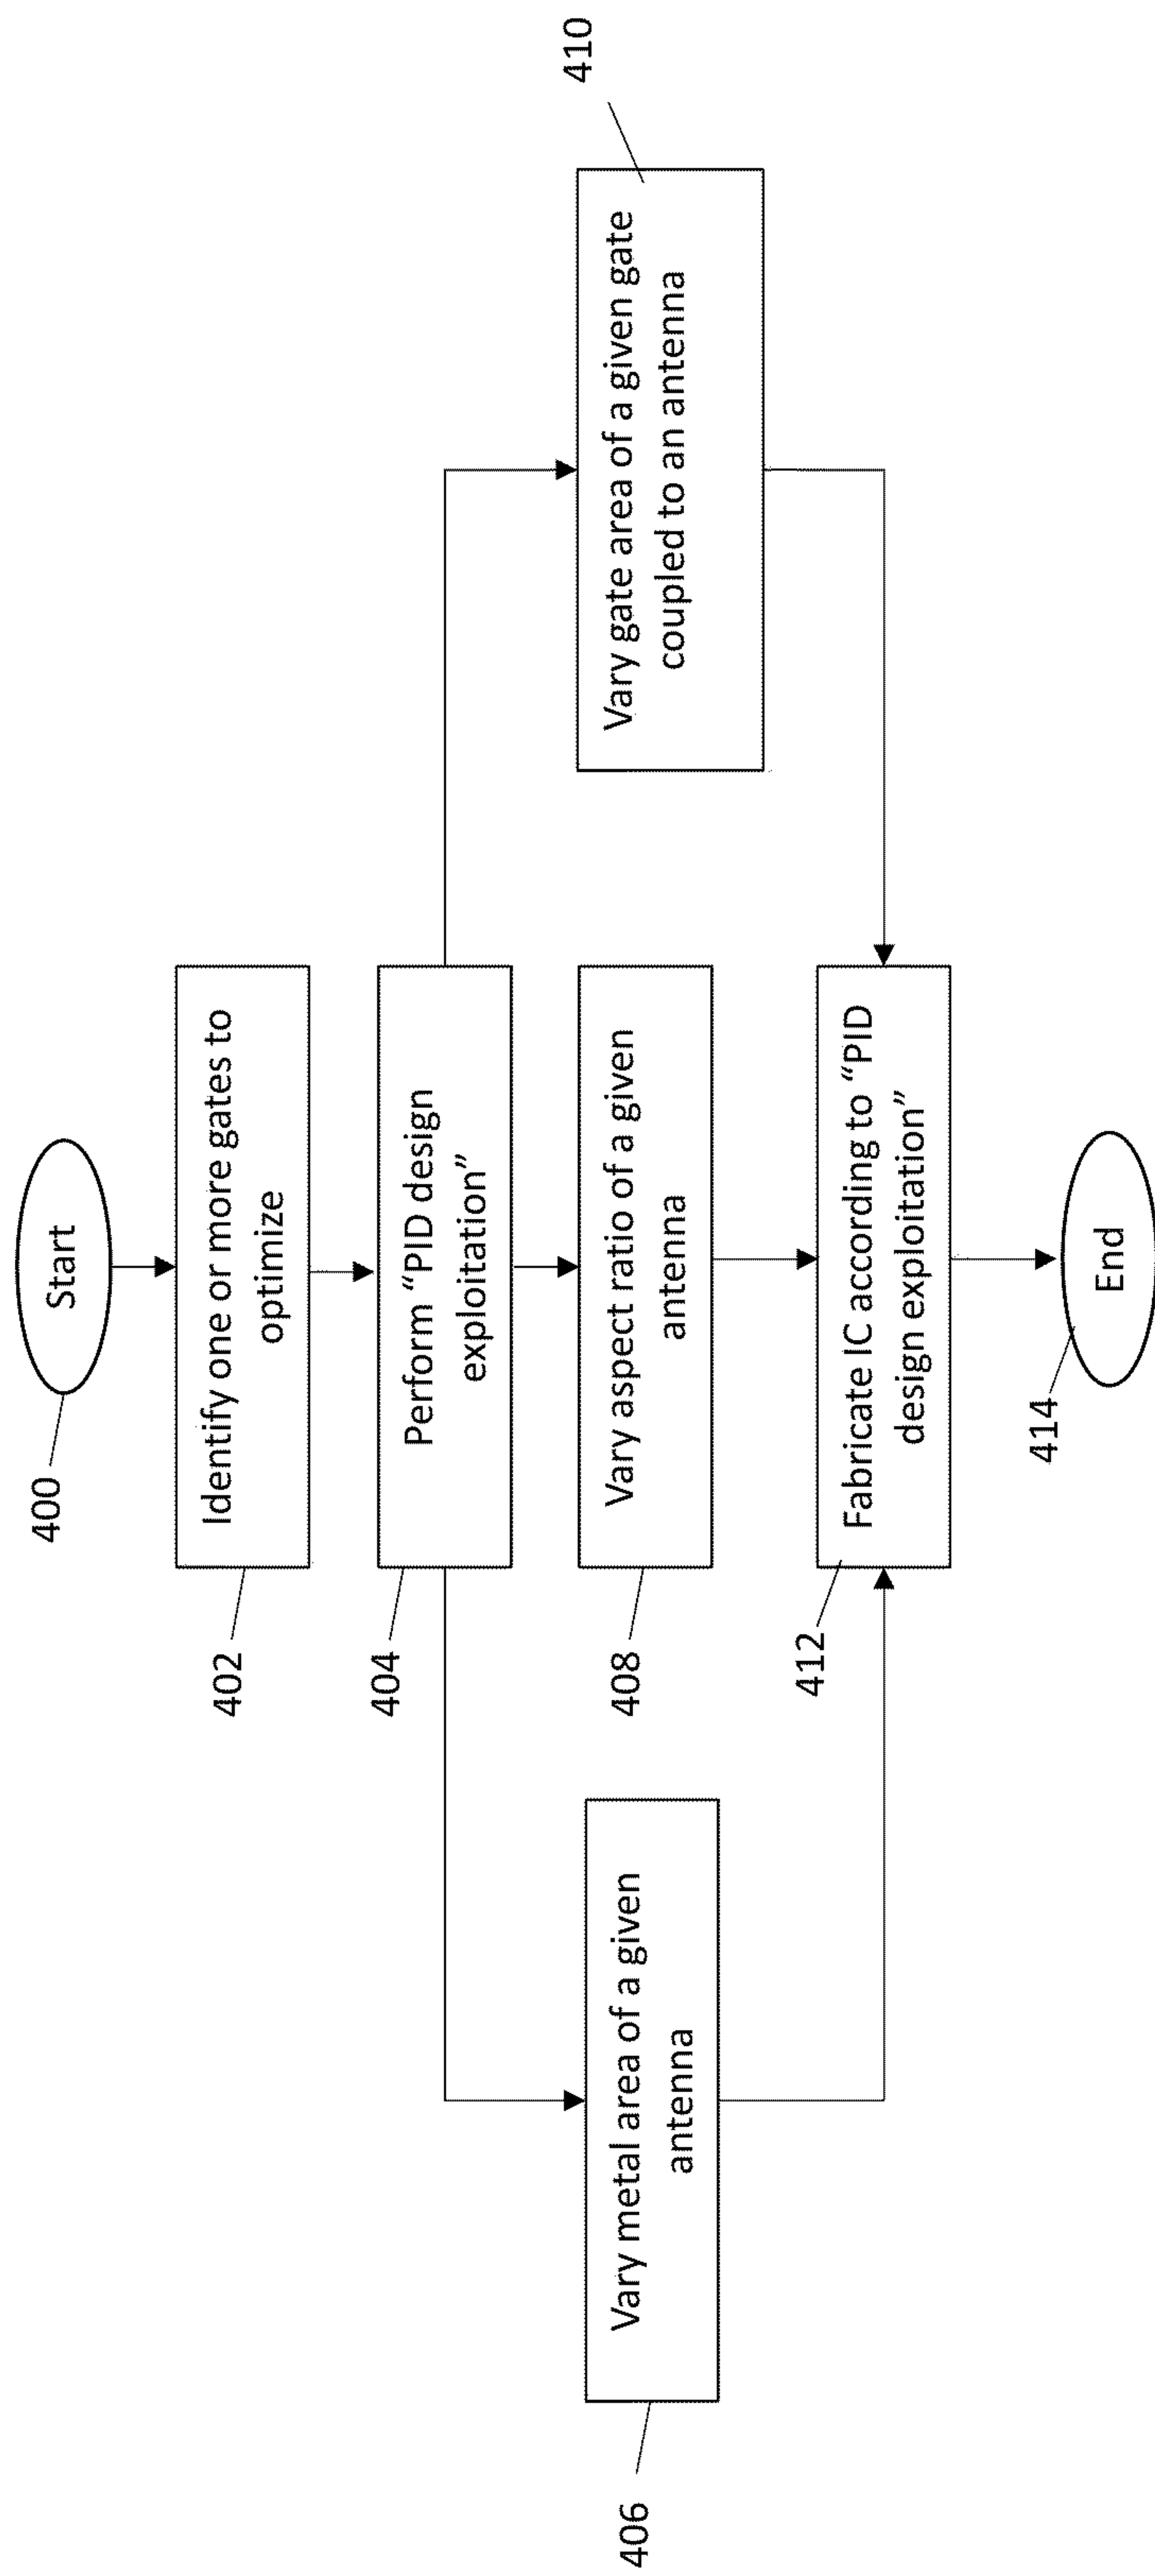 400
Start
402
Identify one or more gates to
optimize
404
Perform “PID design
exploitation”
406
Vary metal area of a given
antenna
408
Vary aspect ratio of a given
antenna
410
Vary gate area of a given gate
coupled to an antenna
412
Fabricate IC according to “PID
design exploitation”
414
End